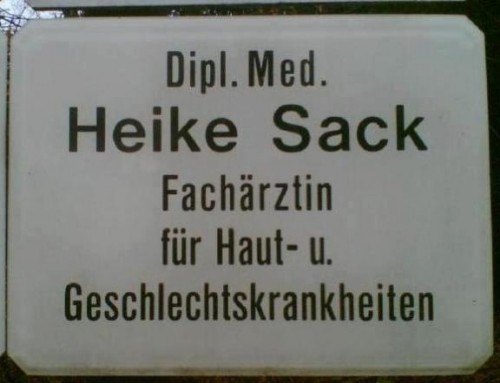 Dipl. Med.
Heike Sack
Fachärztin
für Haut- u.
Geschlechtskrankheiten